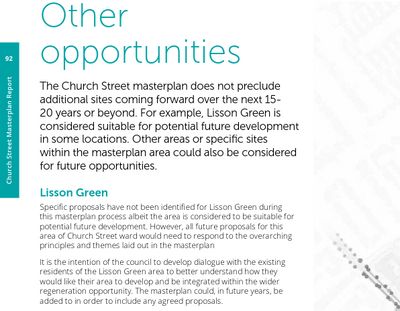 Other
opportunities
92
Church Street Masterplan Report
The Church Street masterplan does not preclude
additional sites coming forward over the next 15-
20 years or beyond. For example, Lisson Green is
considered suitable for potential future development
in some locations. Other areas or specific sites
within the masterplan area could also be considered
for future opportunities.
Lisson Green
Specific proposals have not been identified for Lisson Green during
this masterplan process albeit the area is considered to be suitable for
potential future development. However, all future proposals for this
area of Church Street ward would need to respond to the overarching
principles and themes laid out in the masterplan
It is the intention of the council to develop dialogue with the existing
residents of the Lisson Green area to better understand how they
would like their area to develop and be integrated within the wider
regeneration opportunity. The masterplan could, in future years, be
added to in order to include any agreed proposals.